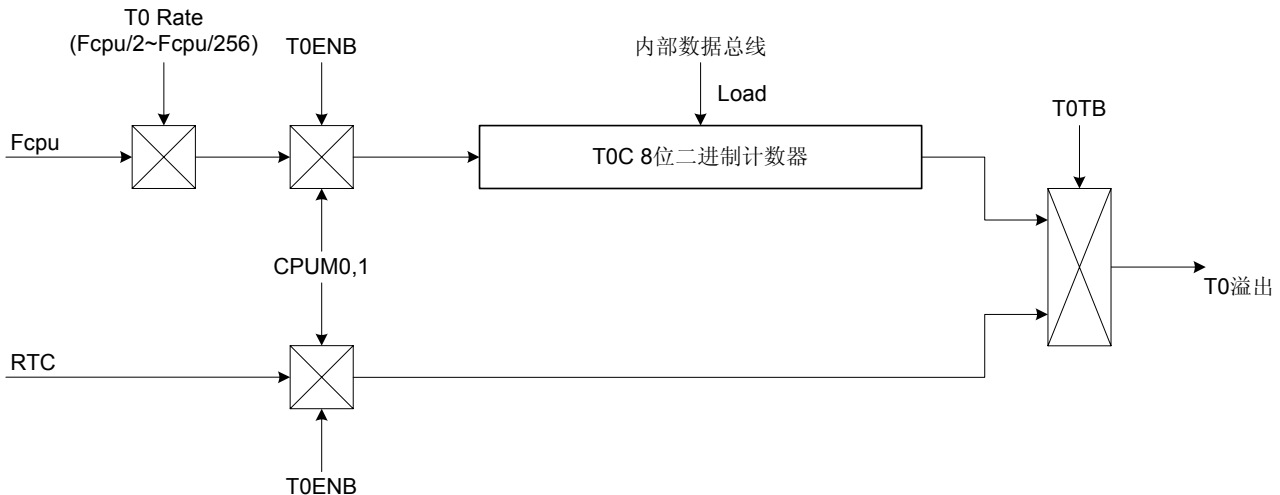 T0 Rate
(Fcpu/2~Fcpu/256)
T0ENB
内部数据总线
Load
T0TB
Fcpu
T0C 8位二进制计数器
CPUM0,1
T0溢出
RTC
T0ENB